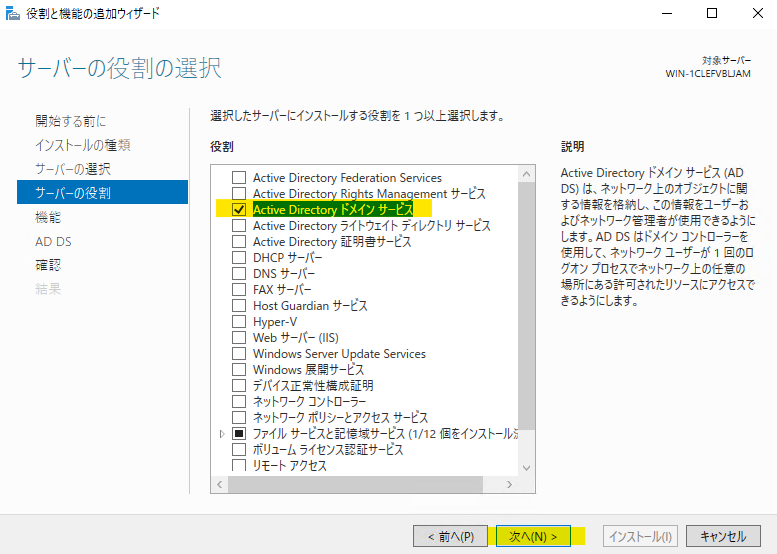 役割と機能の追加ウィザード
サーバーの役割の選択
対象サーバー
WIN-1CLEFVBLJAM
開始する前に
インストールの種類
サーバーの選択
サーバーの役割
機能
AD DS
確認
結果
選択したサーバーにインストールする役割を 1 つ以上選択します。
役割
Active Directory Federation Services
Active Directory Rights Management サービス
Active Directory ドメイン サービス
Active Directory ライトウェイト ディレクトリ サービス
Active Directory 証明書サービス
DHCP サーバー
DNS サーバー
FAX サーバー
Host Guardian サービス
Hyper-V
Web サーバー (IIS)
Windows Server Update Services
Windows 展開サービス
デバイス正常性構成証明
ネットワーク コントローラー
ネットワーク ポリシーとアクセス サービス
ファイル サービスと記憶域サービス (1/12 個をインストール
ボリューム ライセンス認証サービス
リモート アクセス
説明
Active Directory ドメイン サービス (AD
DS) は、ネットワーク上のオブジェクトに関
する情報を格納し、この情報をユーザーお
よびネットワーク管理者が使用できるように
します。AD DS はドメイン コントローラーを
使用して、ネットワーク ユーザーが 1 回のロ
グオン プロセスでネットワーク上の任意の
場所にある許可されたリソースにアクセスで
きるようにします。
< 前へ(P)
次へ(N) >
インストール(I)
キャンセル